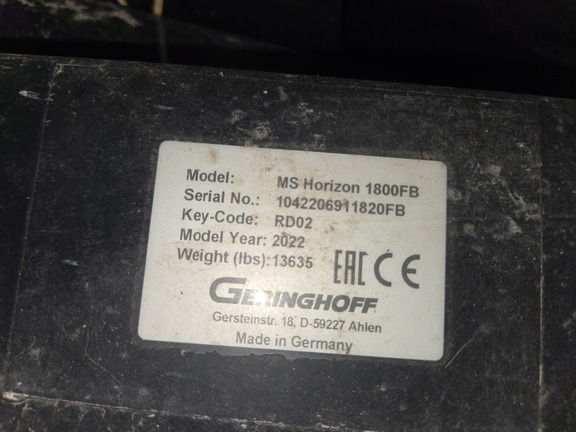 Model: MS Horizon 1800FB
Serial No.: 1042206911820FB
Key-Code: RD02
Model Year: 2022
Weight (lbs):13635
EAC CE
GERINGHOFF
Gersteinstr. 18, D-59227 Ahlen
Made in Germany